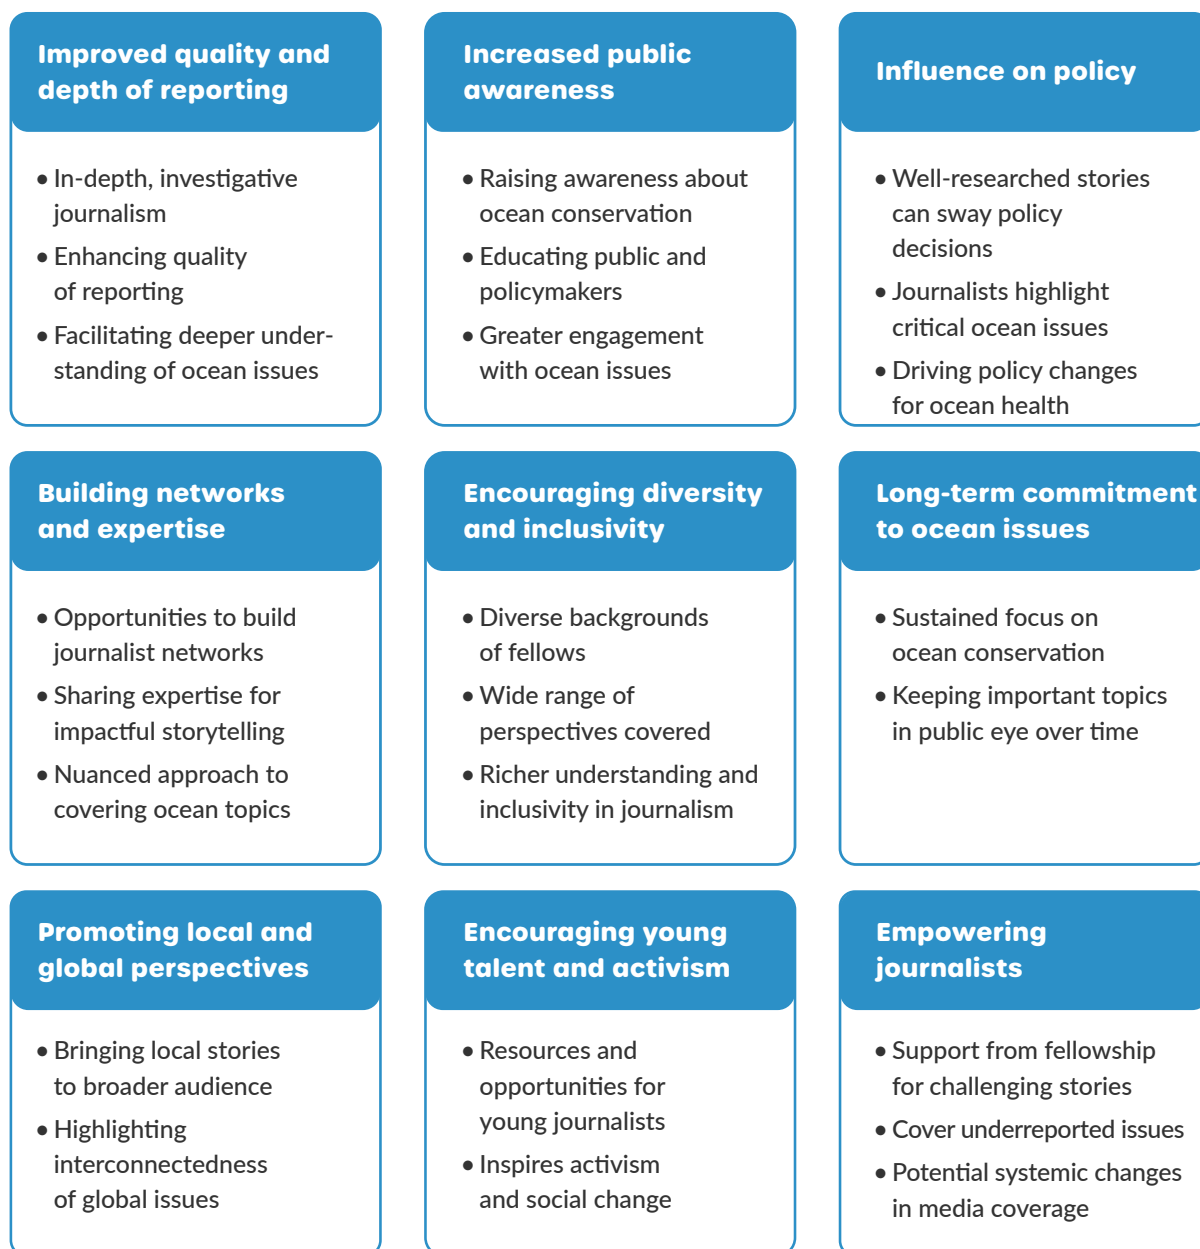 Improved quality and
depth of reporting
• In-depth, investigative
journalism
• Enhancing quality
of reporting
• Facilitating deeper under-
standing of ocean issues
Increased public
awareness
• Raising awareness about
ocean conservation
• Educating public and
policymakers
• Greater engagement
with ocean issues
Influence on policy
• Well-researched stories
can sway policy
decisions
• Journalists highlight
critical ocean issues
• Driving policy changes
for ocean health
Building networks
and expertise
• Opportunities to build
journalist networks
• Sharing expertise for
impactful storytelling
• Nuanced approach to
covering ocean topics
Encouraging diversity
and inclusivity
• Diverse backgrounds
of fellows
• Wide range of
perspectives covered
• Richer understanding and
inclusivity in journalism
Long-term commitment
to ocean issues
• Sustained focus on
ocean conservation
• Keeping important topics
in public eye over time
Promoting local and
global perspectives
• Bringing local stories
to broader audience
• Highlighting
interconnectedness
of global issues
Encouraging young
talent and activism
• Resources and
opportunities for
young journalists
• Inspires activism
and social change
Empowering
journalists
• Support from fellowship
for challenging stories
• Cover underreported issues
• Potential systemic changes
in media coverage